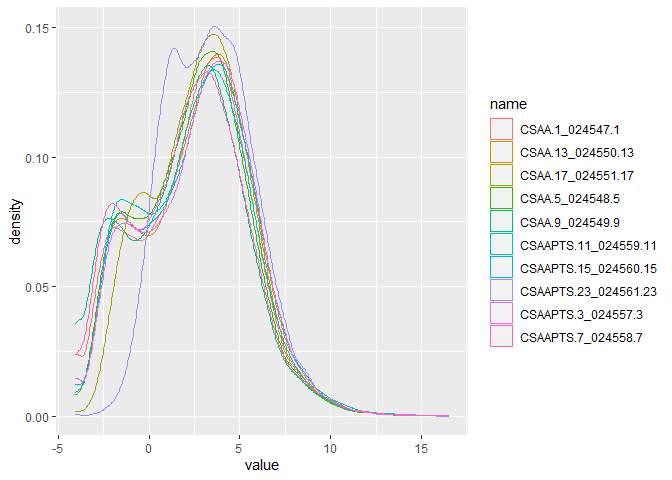 0.15
0.10
0.05
0.00
density
-5
0
5
10
15
value
name
CSAA.1_024547.1
CSAA.13_024550.13
CSAA.17_024551.17
CSAA.5_024548.5
CSAA.9_024549.9
CSAAPTS.11_024559.11
CSAAPTS.15_024560.15
CSAAPTS.23_024561.23
CSAAPTS.3_024557.3
CSAAPTS.7_024558.7